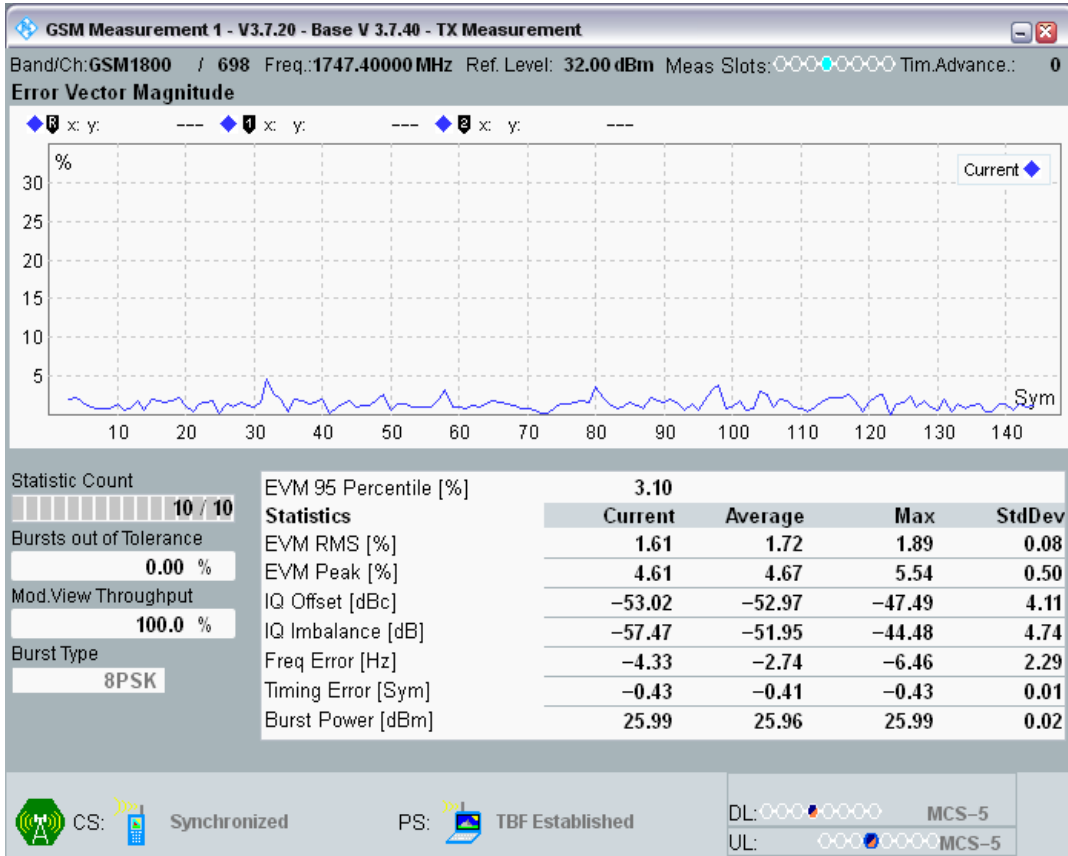 GSM Measurement 1 - V3.7.20 - Base V 3.7.40 - TX Measurement
Band/Ch:GSM1800 / 698 Freq.:1747.40000 MHz Ref. Level: 32.00 dBm Meas Slots: Tim.Advance.: 0
Error Vector Magnitude
R x: y: --- 1 x: y: --- 2 x: y: ---
%
Current
30
25
20
15
10
5
Sym
10 20 30 40 50 60 70 80 90 100 110 120 130 140
Statistic Count
10 / 10
Bursts out of Tolerance
0.00 %
Mod.View Throughput
100.0 %
Burst Type
8PSK
EVM 95 Percentile [%] 3.10
Statistics Current Average Max StdDev
EVM RMS [%] 1.61 1.72 1.89 0.08
EVM Peak [%] 4.61 4.67 5.54 0.50
IQ Offset [dBc] −53.02 −52.97 −47.49 4.11
IQ Imbalance [dB] −57.47 −51.95 −44.48 4.74
Freq Error [Hz] −4.33 −2.74 −6.46 2.29
Timing Error [Sym] −0.43 −0.41 −0.43 0.01
Burst Power [dBm] 25.99 25.96 25.99 0.02
CS: Synchronized PS: TBF Established
DL: MCS−5
UL: MCS−5